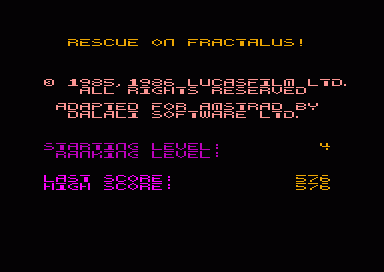 RESCUE ON FRACTALUS!
© 1985,1986 LUCASFILM LTD.
ALL RIGHTS RESERVED
ADAPTED FOR AMSTRAD BY
DALALI SOFTWARE LTD.
STARTING LEVEL: 4
RANKING LEVEL:
LAST SCORE: 576
HIGH SCORE: 576